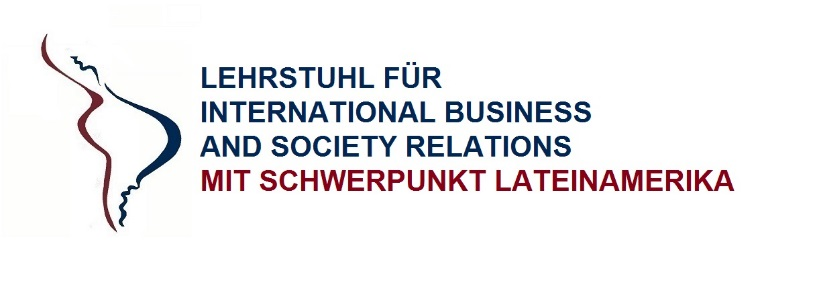 LEHRSTUHL FÜR
INTERNATIONAL BUSINESS
AND SOCIETY RELATIONS
MIT SCHWERPUNKT LATEINAMERIKA